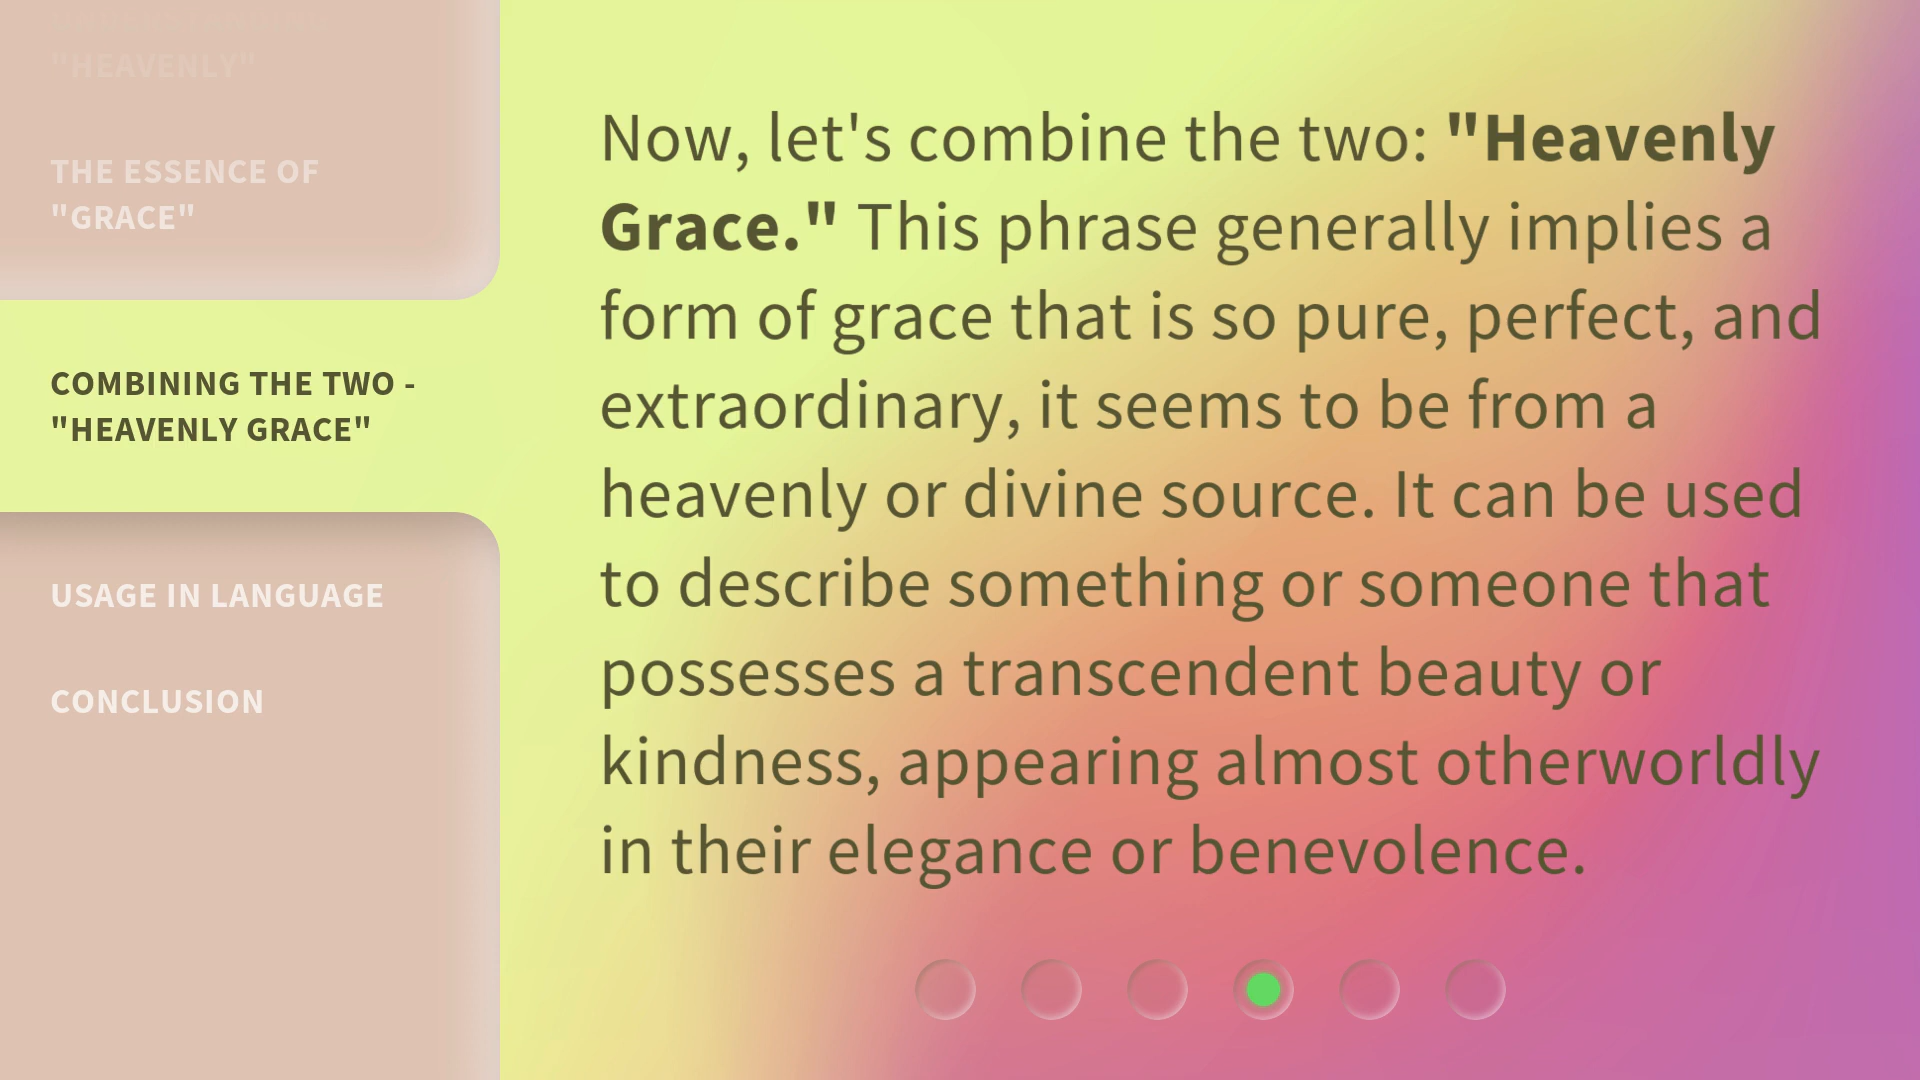 "HEAVENLY"
THE ESSENCE OF
"GRACE"
COMBINING THE TWO -
"HEAVENLY GRACE"
USAGE IN LANGUAGE
CONCLUSION
Now, let's combine the two: "Heavenly
Grace." This phrase generally implies a
form of grace that is so pure, perfect, and
extraordinary, it seems to be from a
heavenly or divine source. It can be used
to describe something or someone that
possesses a transcendent beauty or
kindness, appearing almost otherworldly
in their elegance or benevolence.